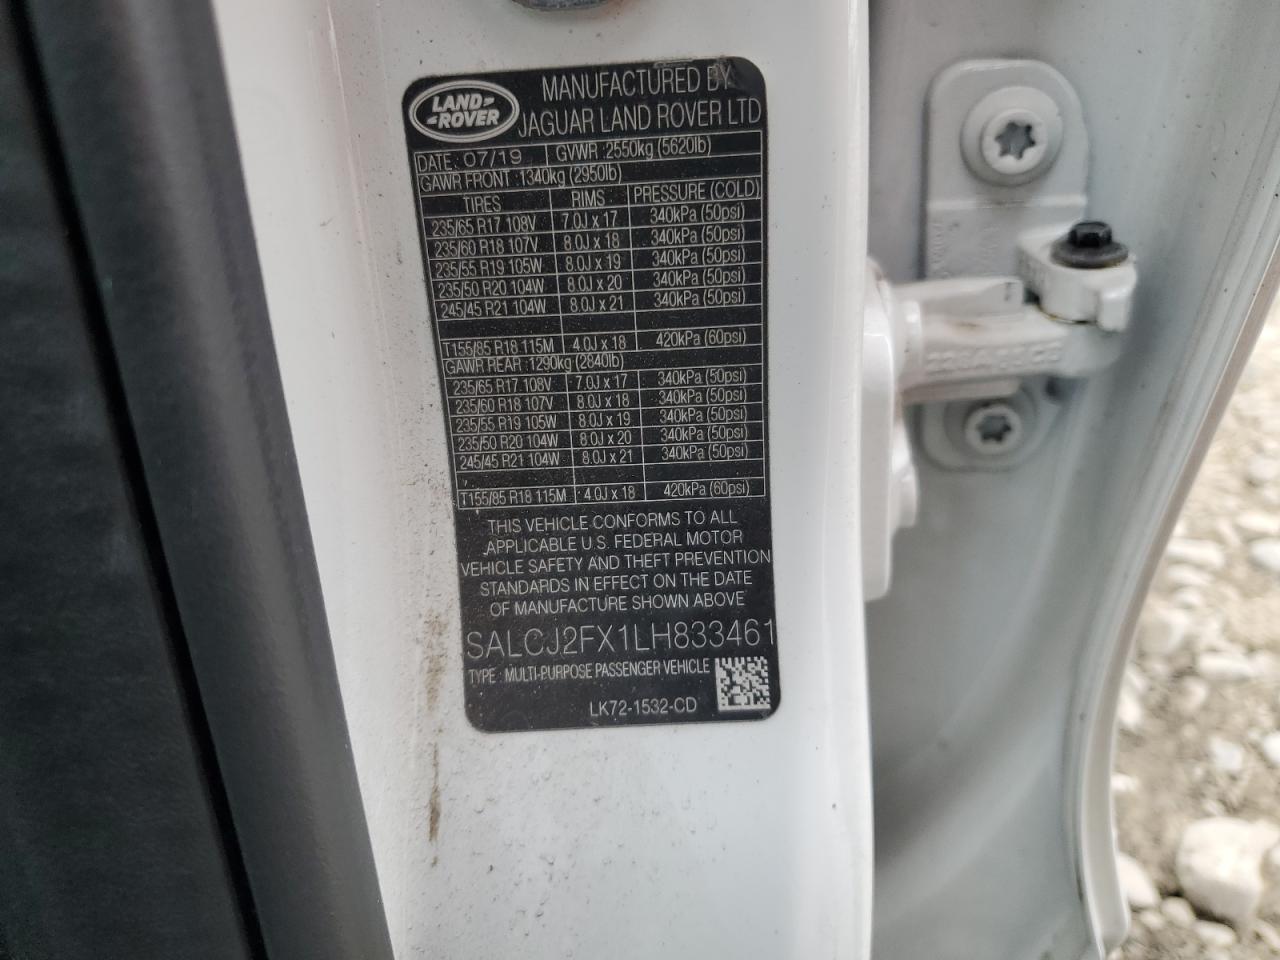 LAND-
-ROVER
MANUFACTURED BY
JAGUAR LAND ROVER LTD
DATE: 07/19 GVWR :2550kg (5620lb)
GAWR FRONT :1340kg (2950lb)
TIRES RIMS PRESSURE (COLD)
235/65 R17 108V 7.0J x 17 340kPa (50psi)
235/60 R18 107V 8.0J x 18 340kPa (50psi)
235/55 R19 105W 8.0J x 19 340kPa (50psi)
235/50 R20 104W 8.0J x 20 340kPa (50psi)
245/45 R21 104W 8.0J x 21 340kPa (50psi)
T155/85 R18 115M 4.0J x 18 420kPa (60psi)
GAWR REAR :1290kg (2840lb)
235/65 R17 108V 7.0J x 17 340kPa (50psi)
235/60 R18 107V 8.0J x 18 340kPa (50psi)
235/55 R19 105W 8.0J x 19 340kPa (50psi)
235/50 R20 104W 8.0J x 20 340kPa (50psi)
245/45 R21 104W 8.0J x 21 340kPa (50psi)
T155/85 R18 115M 4.0J x 18 420kPa (60psi)
THIS VEHICLE CONFORMS TO ALL
APPLICABLE U.S. FEDERAL MOTOR
VEHICLE SAFETY AND THEFT PREVENTION
STANDARDS IN EFFECT ON THE DATE
OF MANUFACTURE SHOWN ABOVE
SALCJ2FX1LH833461
TYPE : MULTI-PURPOSE PASSENGER VEHICLE
LK72-1532-CD